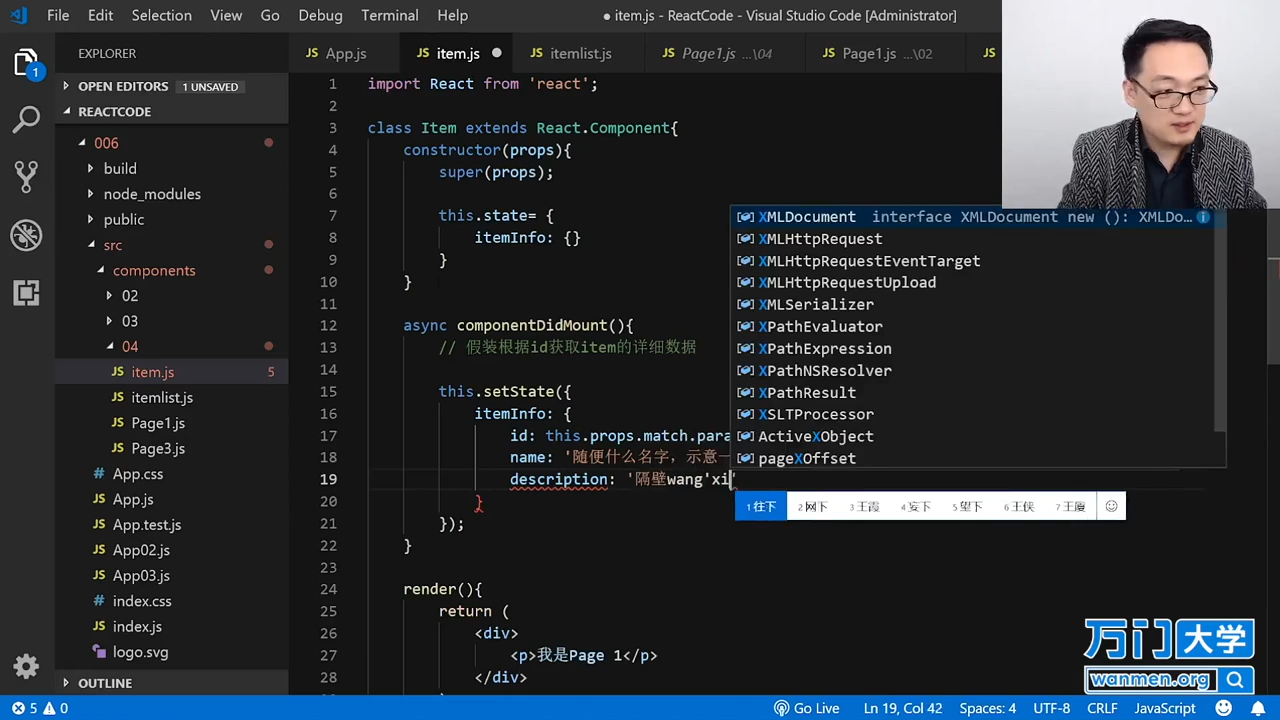 File Edit Selection View Go Debug Terminal Help
● item.js - ReactCode - Visual Studio Code [Administrator]
EXPLORER
OPEN EDITORS 1 UNSAVED
REACTCODE
006
build
node_modules
public
src
components
02
03
04
JS item.js 5
JS itemlist.js
JS Page1.js
JS Page3.js
# App.css
JS App.js
JS App.test.js
JS App02.js
JS App03.js
# index.css
JS index.js
logo.svg
OUTLINE
1
JS App.js JS item.js ● JS itemlist.js JS Page1.js ...\04 JS Page1.js ...\02 JS
1 import React from 'react';
2
3 class Item extends React.Component{
4 constructor(props){
5 super(props);
6
7 this.state= {
8 itemInfo: {}
9 }
10 }
11
12 async componentDidMount(){
13 // 假装根据id获取item的详细数据
14
15 this.setState({
16 itemInfo: {
17 id: this.props.match.para
18 name: '随便什么名字，示意一
19 description: '隔壁wang'xi'
20 }
21 });
22 }
23
24 render(){
25 return (
26 <div>
27 <p>我是Page 1</p>
28 </div>
XMLDocument interface XMLDocument new (): XMLDo...
XMLHttpRequest
XMLHttpRequestEventTarget
XMLHttpRequestUpload
XMLSerializer
XPathEvaluator
XPathExpression
XPathNSResolver
XPathResult
XSLTProcessor
ActiveXObject
pageXOffset
1 往下 2 网下 3 王霞 4 妄下 5 望下 6 王侠 7 王厦
万门大学
wanmen.org
5 0 Go Live Ln 19, Col 42 Spaces: 4 UTF-8 CRLF JavaScript